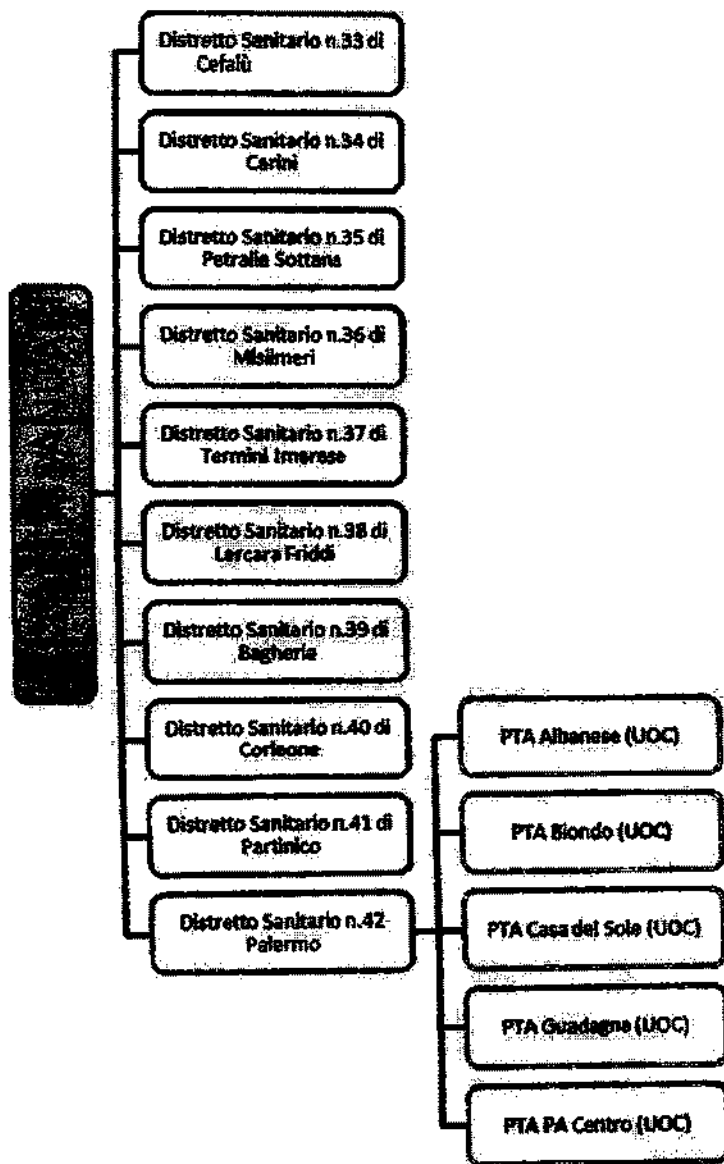 Distretto Sanitario n.33 di
Cefalù
Distretto Sanitario n.34 di
Carini
Distretto Sanitario n.35 di
Petralia Sottana
Distretto Sanitario n.36 di
Misilmeri
Distretto Sanitario n.37 di
Termini Imerese
Distretto Sanitario n.38 di
Lercara Friddi
Distretto Sanitario n.39 di
Bagheria
Distretto Sanitario n.40 di
Corleone
Distretto Sanitario n.41 di
Partinico
Distretto Sanitario n.42-
Palermo
PTA Albanese (UOC)
PTA Biondo (UOC)
PTA Casa del Sole (UOC)
PTA Guadagna (UOC)
PTA PA Centro (UOC)